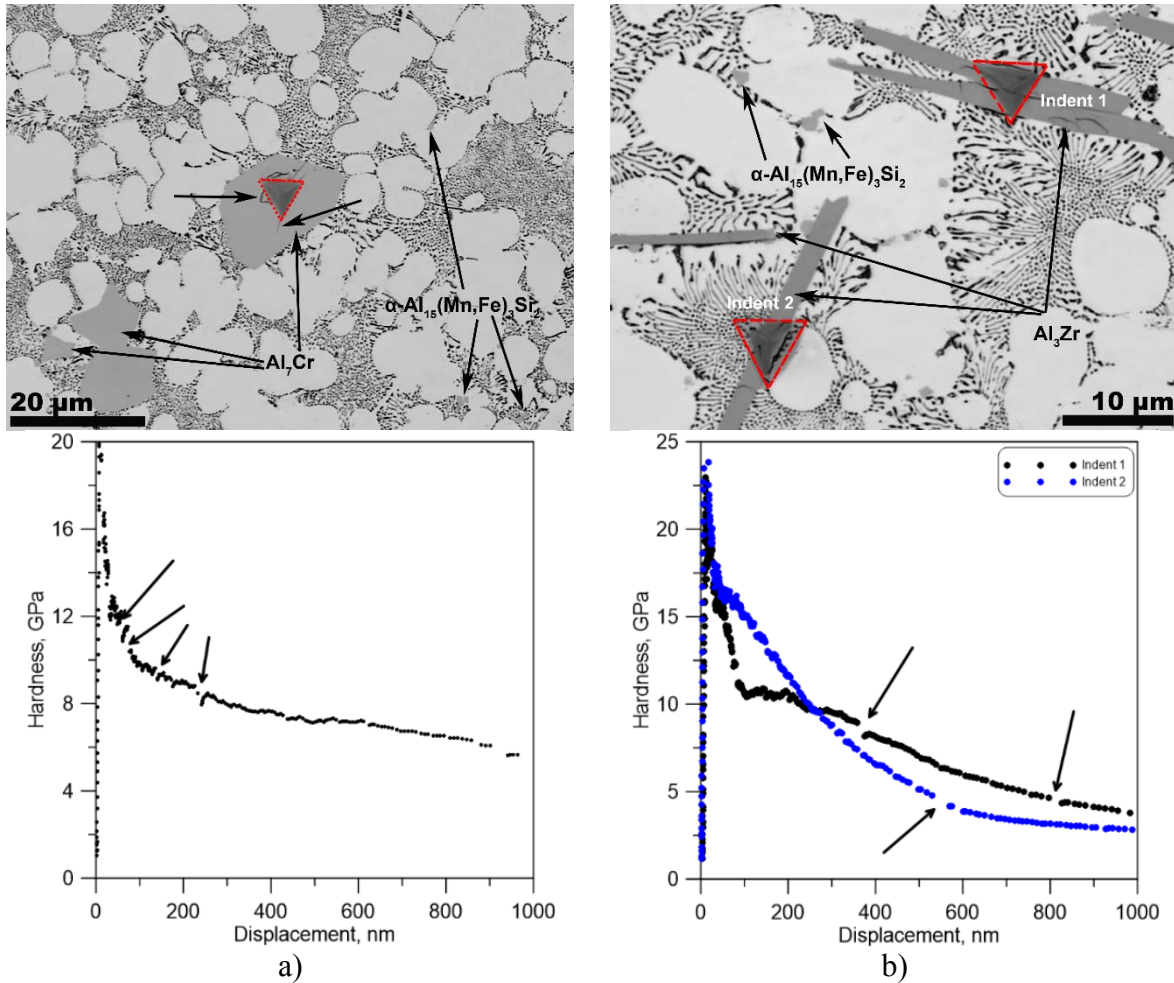 α-Al₁₅(Mn,Fe)₃Si₂
Al₇Cr
20 µm
Indent 1
α-Al₁₅(Mn,Fe)₃Si₂
Indent 2
Al₃Zr
10 µm
20
16
12
8
4
0
Hardness, GPa
0 200 400 600 800 1000
Displacement, nm
a)
25
20
15
10
5
0
Hardness, GPa
Indent 1
Indent 2
0 200 400 600 800 1000
Displacement, nm
b)